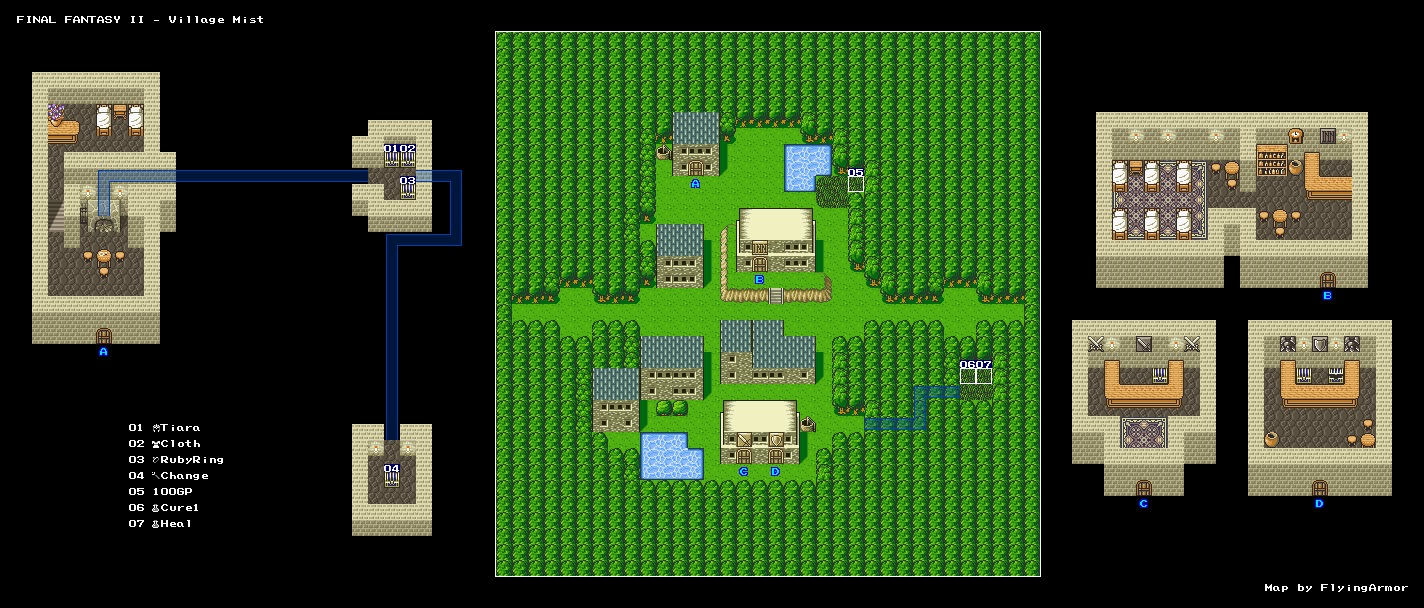 FINAL FANTASY II - Village Mist
01 02
03
05
A
B
A
B
06 07
04
01 Tiara
02 Cloth
03 RubyRing
04 Change
05 100GP
06 Cure1
07 Heal
C D
C
D
Map by FlyingArmor